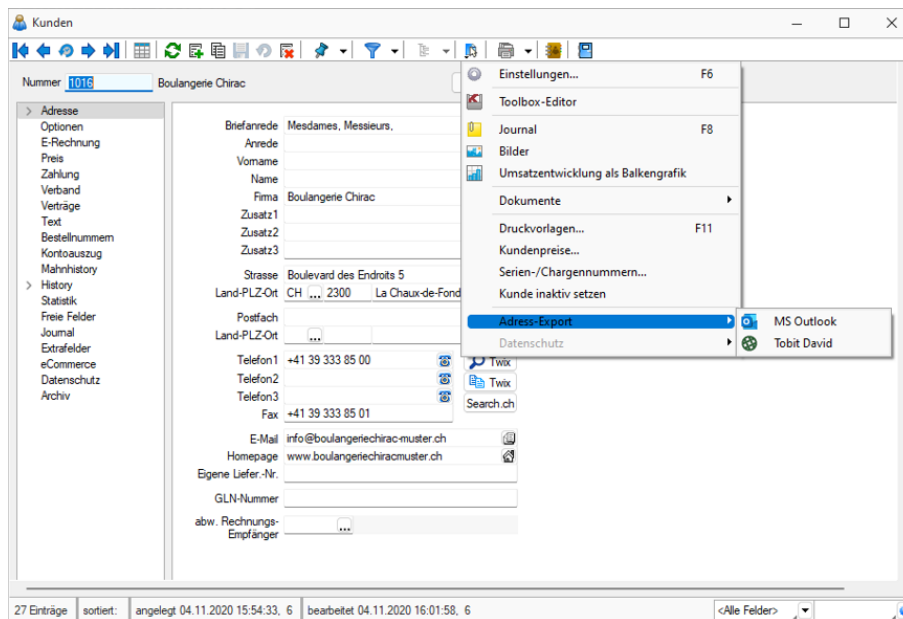 Kunden
Nummer 1016 Boulangerie Chirac
Adresse
Optionen
E-Rechnung
Preis
Zahlung
Verband
Verträge
Text
Bestellnummern
Kontoauszug
Mahnhistory
History
Statistik
Freie Felder
Journal
Extrafelder
eCommerce
Datenschutz
Archiv
Briefanrede Mesdames, Messieurs,
Anrede
Vorname
Name
Firma Boulangerie Chirac
Zusatz1
Zusatz2
Zusatz3
Strasse Boulevard des Endroits 5
Land-PLZ-Ort CH ... 2300 La Chaux-de-Fond
Postfach
Land-PLZ-Ort ...
Telefon1 +41 39 333 85 00 Twix
Telefon2 Twix
Telefon3 Search.ch
Fax +41 39 333 85 01
E-Mail info@boulangeriechirac-muster.ch
Homepage www.boulangeriechiracmuster.ch
Eigene Liefer.-Nr.
GLN-Nummer
abw. Rechnungs-
Empfänger ...
Einstellungen... F6
Toolbox-Editor
Journal F8
Bilder
Umsatzentwicklung als Balkengrafik
Dokumente
Druckvorlagen... F11
Kundenpreise...
Serien-/Chargennummern...
Kunde inaktiv setzen
Adress-Export
Datenschutz
MS Outlook
Tobit David
27 Einträge sortiert: angelegt 04.11.2020 15:54:33, 6 bearbeitet 04.11.2020 16:01:58, 6 <Alle Felder>